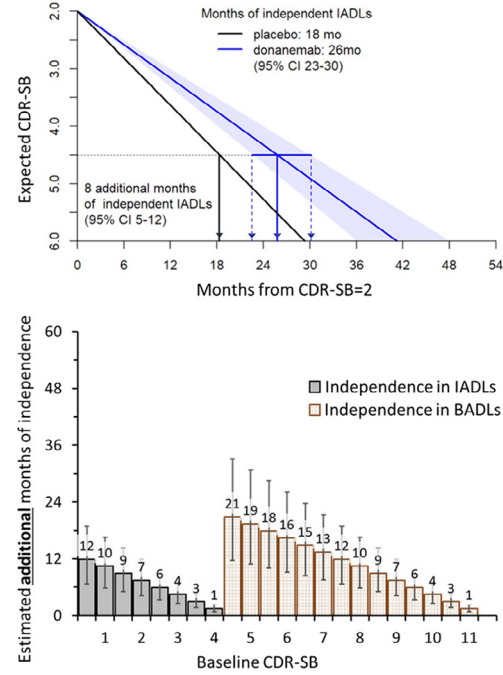 Months of independent IADLs
placebo: 18 mo
donanemab: 26mo
(95% CI 23-30)
Expected CDR-SB
2.0
3.0
4.0
5.0
6.0
8 additional months
of independent IADLs
(95% CI 5-12)
0 6 12 18 24 30 36 42 48 54
Months from CDR-SB=2
Estimated additional months of independence
60
48
36
24
12
0
Independence in IADLs
Independence in BADLs
12 10 9 7 6 4 3 1 21 19 18 16 15 13 12 10 9 7 6 4 3 1
1 2 3 4 5 6 7 8 9 10 11
Baseline CDR-SB